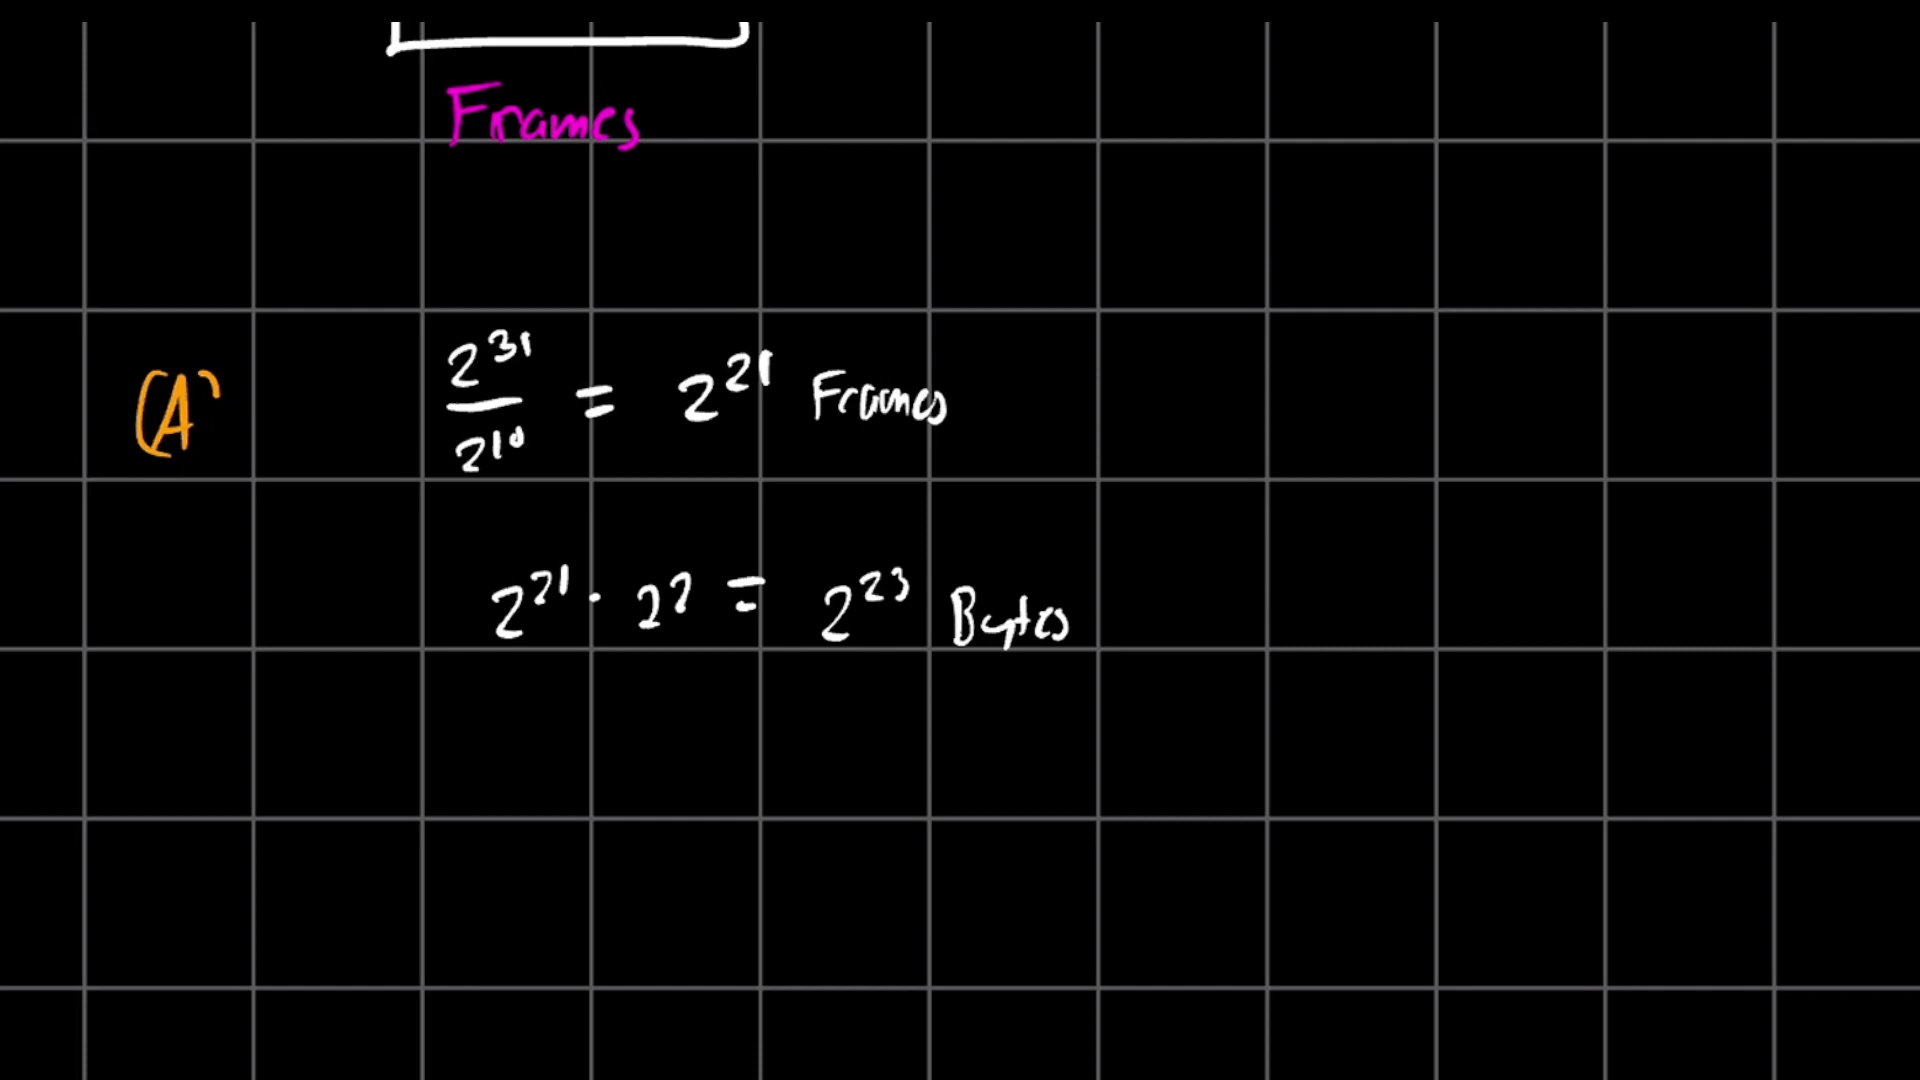 Frames
(A) 2^31 / 2^10 = 2^21 Frames
2^21 · 2^2 = 2^23 Bytes